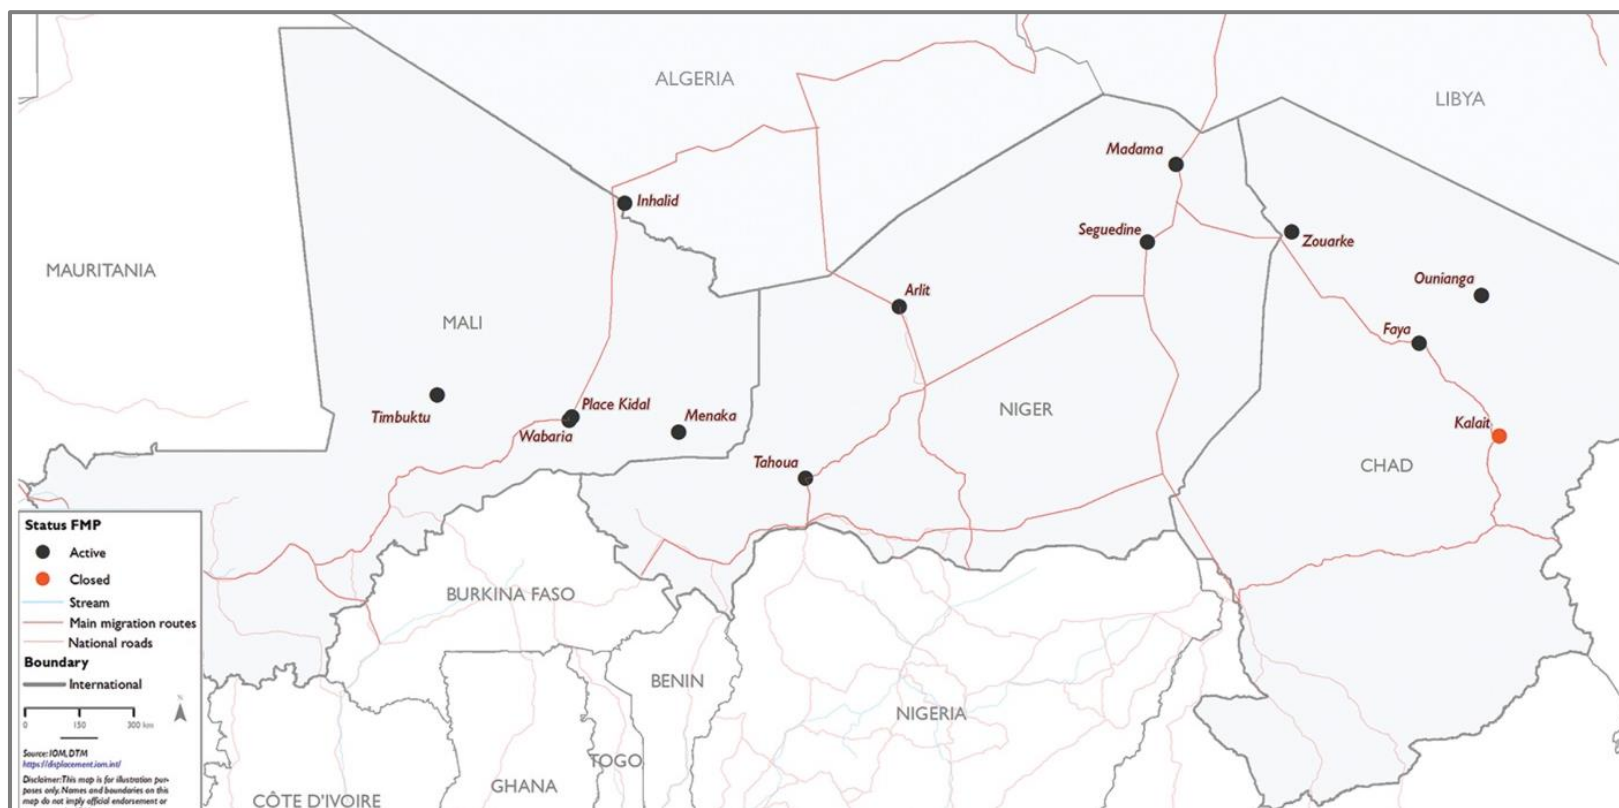 ALGERIA
LIBYA
Madama
Inhalid
Seguedine
Zouarke
MAURITANIA
Ounianga
Arlit
MALI
Faya
Place Kidal
Menaka
NIGER
Timbuktu
Wabaria
Kalait
Tahoua
CHAD
Status FMP
Active
Closed
Stream
Main migration routes
National roads
Boundary
International
0 150 300 km
N
Source: IOM, DTM
https://displacement.iom.int/
Disclaimer: This map is for illustration pur-
poses only. Names and boundaries on this
map do not imply official endorsement or
BURKINA FASO
BENIN
NIGERIA
TOGO
GHANA
CÔTE D'IVOIRE